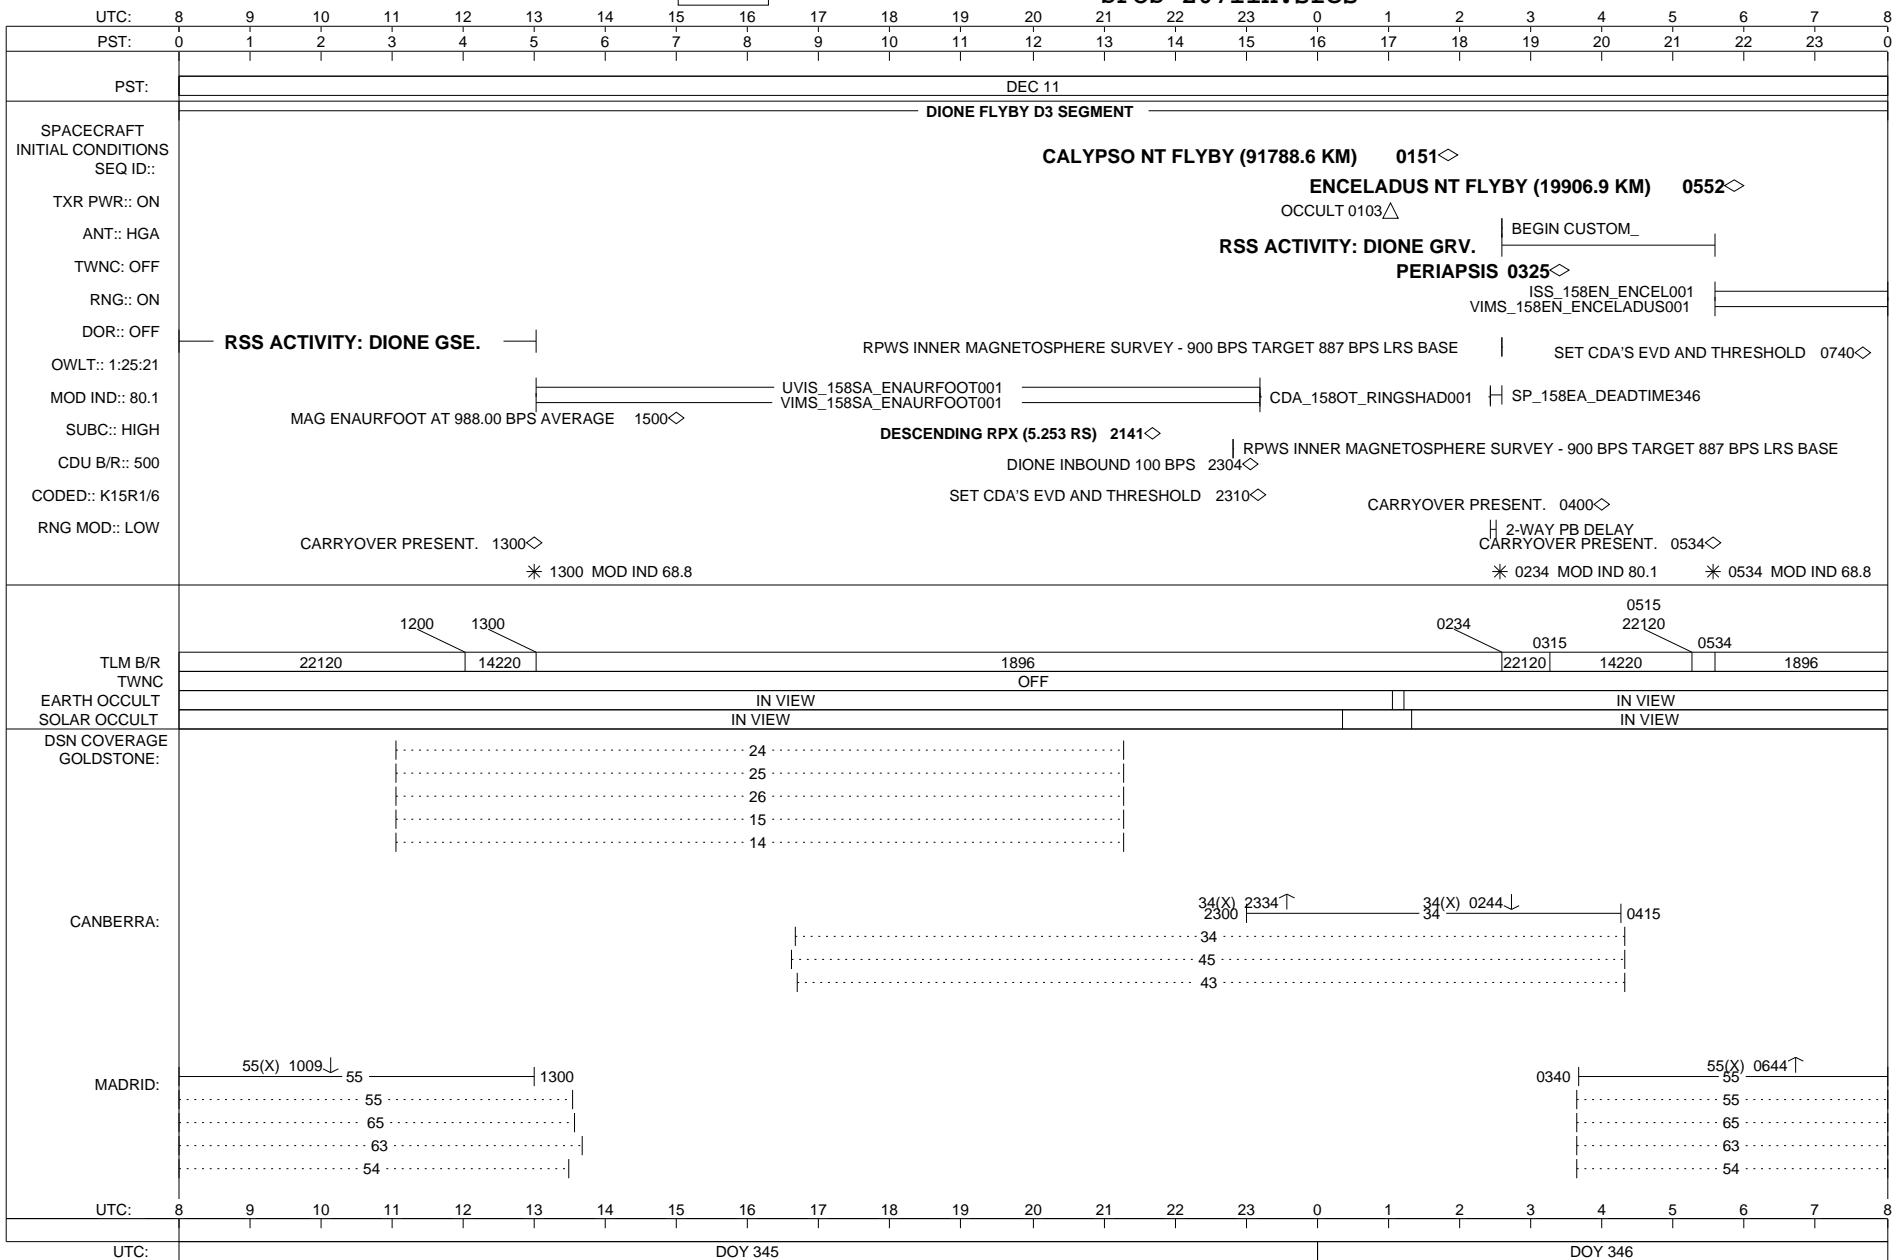 UTC: 8 9 10 11 12 13 14 15 16 17 18 19 20 21 22 23 0 1 2 3 4 5 6 7 8
PST: 0 1 2 3 4 5 6 7 8 9 10 11 12 13 14 15 16 17 18 19 20 21 22 23 0
PST: DEC 11
DIONE FLYBY D3 SEGMENT
SPACECRAFT
INITIAL CONDITIONS
SEQ ID::
CALYPSO NT FLYBY (91788.6 KM) 0151
ENCELADUS NT FLYBY (19906.9 KM) 0552
TXR PWR:: ON
OCCULT 0103
ANT:: HGA
BEGIN CUSTOM_
RSS ACTIVITY: DIONE GRV.
TWNC: OFF
PERIAPSIS 0325
ISS_158EN_ENCEL001
RNG:: ON
VIMS_158EN_ENCELADUS001
DOR:: OFF
RSS ACTIVITY: DIONE GSE.
RPWS INNER MAGNETOSPHERE SURVEY - 900 BPS TARGET 887 BPS LRS BASE
SET CDA'S EVD AND THRESHOLD 0740
OWLT:: 1:25:21
UVIS_158SA_ENAURFOOT001
MOD IND:: 80.1
VIMS_158SA_ENAURFOOT001
CDA_158OT_RINGSHAD001
SP_158EA_DEADTIME346
MAG ENAURFOOT AT 988.00 BPS AVERAGE 1500
SUBC:: HIGH
DESCENDING RPX (5.253 RS) 2141
RPWS INNER MAGNETOSPHERE SURVEY - 900 BPS TARGET 887 BPS LRS BASE
CDU B/R:: 500
DIONE INBOUND 100 BPS 2304
CODED:: K15R1/6
SET CDA'S EVD AND THRESHOLD 2310
CARRYOVER PRESENT. 0400
RNG MOD:: LOW
2-WAY PB DELAY
CARRYOVER PRESENT. 1300
CARRYOVER PRESENT. 0534
1300 MOD IND 68.8
0234 MOD IND 80.1
0534 MOD IND 68.8
0515
1200 1300 0234 22120
0315 0534
TLM B/R 22120 14220 1896 22120 14220 1896
TWNC OFF
EARTH OCCULT IN VIEW IN VIEW
SOLAR OCCULT IN VIEW IN VIEW
DSN COVERAGE
GOLDSTONE:
24
25
26
15
14
34(X) 2334 34(X) 0244
CANBERRA: 2300 34 0415
34
45
43
55(X) 1009 55(X) 0644
MADRID: 55 1300 0340 55
55 55
65 65
63 63
54 54
UTC: 8 9 10 11 12 13 14 15 16 17 18 19 20 21 22 23 0 1 2 3 4 5 6 7 8
UTC: DOY 345 DOY 346